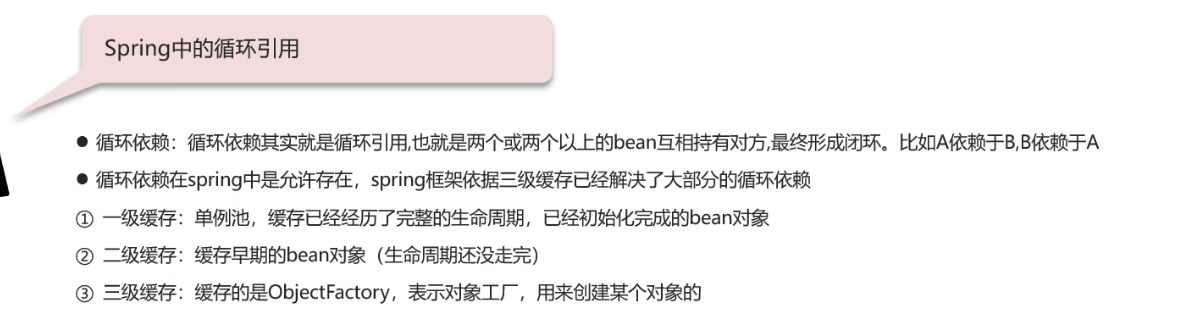 Spring中的循环引用
● 循环依赖：循环依赖其实就是循环引用,也就是两个或两个以上的bean互相持有对方,最终形成闭环。比如A依赖于B,B依赖于A
● 循环依赖在spring中是允许存在，spring框架依据三级缓存已经解决了大部分的循环依赖
① 一级缓存：单例池，缓存已经经历了完整的生命周期，已经初始化完成的bean对象
② 二级缓存：缓存早期的bean对象（生命周期还没走完）
③ 三级缓存：缓存的是ObjectFactory，表示对象工厂，用来创建某个对象的